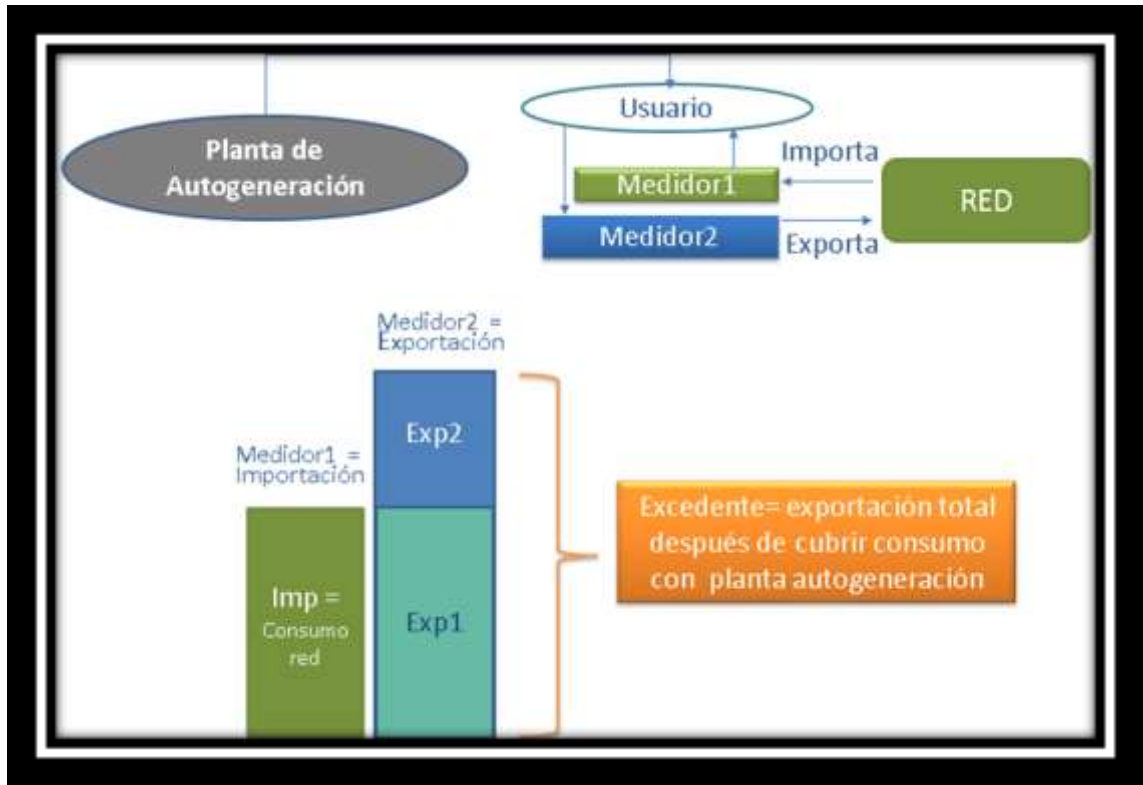 Planta de
Autogeneración
Usuario
Importa
Medidor1
RED
Medidor2
Exporta
Medidor2 =
Exportación
Exp2
Medidor1 =
Importación
Excedente= exportación total
después de cubrir consumo
con planta autogeneración
Imp =
Consumo
red
Exp1